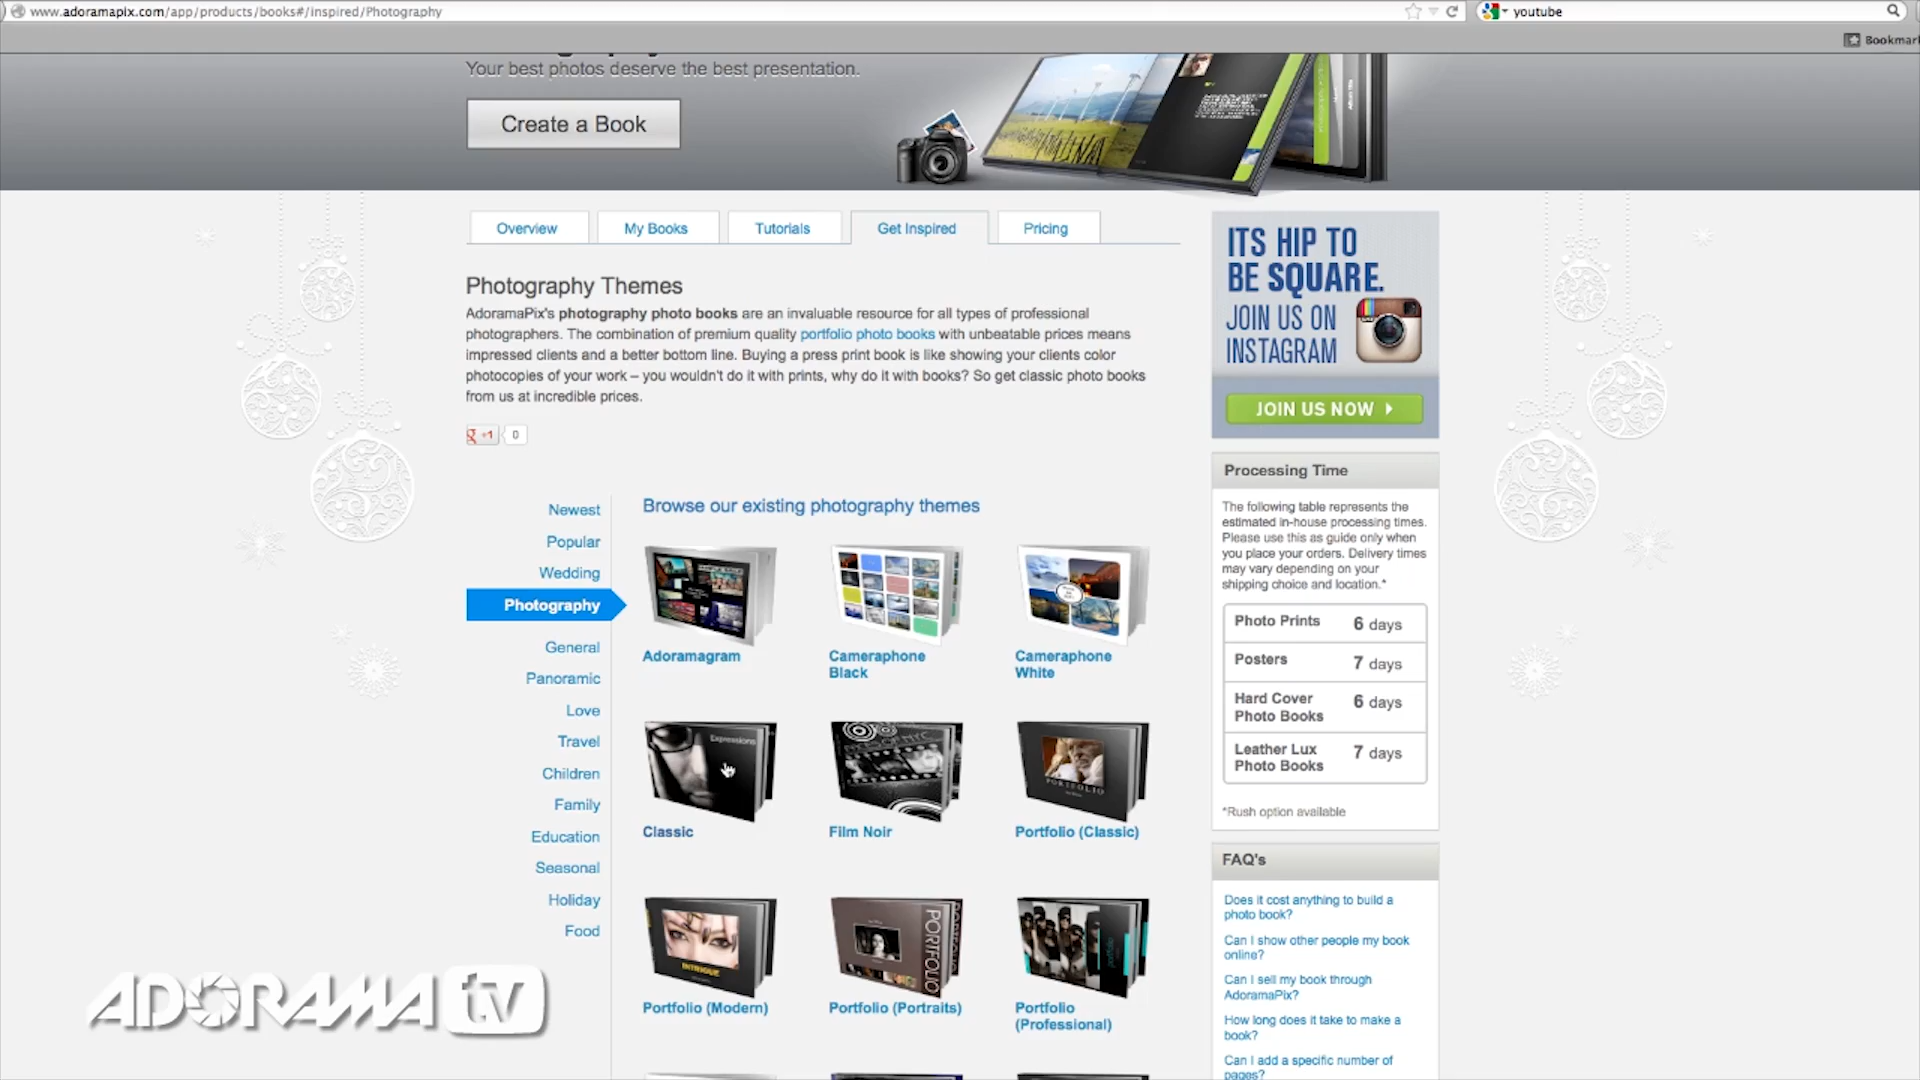 www.adoramapix.com/app/products/books#/inspired/Photography
youtube
Bookmar
Your best photos deserve the best presentation.
Create a Book
Overview
My Books
Tutorials
Get Inspired
Pricing
Photography Themes
AdoramaPix's photography photo books are an invaluable resource for all types of professional
photographers. The combination of premium quality portfolio photo books with unbeatable prices means
impressed clients and a better bottom line. Buying a press print book is like showing your clients color
photocopies of your work – you wouldn't do it with prints, why do it with books? So get classic photo books
from us at incredible prices.
g +1 0
Newest
Popular
Wedding
Photography
General
Panoramic
Love
Travel
Children
Family
Education
Seasonal
Holiday
Food
Browse our existing photography themes
Adoramagram
Cameraphone
Black
Cameraphone
White
Expressions
Classic
Film Noir
PORTFOLIO
Portfolio (Classic)
INTRIGUE
Portfolio (Modern)
PORTFOLIO
Portfolio (Portraits)
portfolio
Portfolio
(Professional)
ITS HIP TO
BE SQUARE.
JOIN US ON
INSTAGRAM
JOIN US NOW
Processing Time
The following table represents the
estimated in-house processing times.
Please use this as guide only when
you place your orders. Delivery times
may vary depending on your
shipping choice and location.*
Photo Prints 6 days
Posters 7 days
Hard Cover
Photo Books 6 days
Leather Lux
Photo Books 7 days
*Rush option available
FAQ's
Does it cost anything to build a
photo book?
Can I show other people my book
online?
Can I sell my book through
AdoramaPix?
How long does it take to make a
book?
Can I add a specific number of
pages?
ADORAMA tv